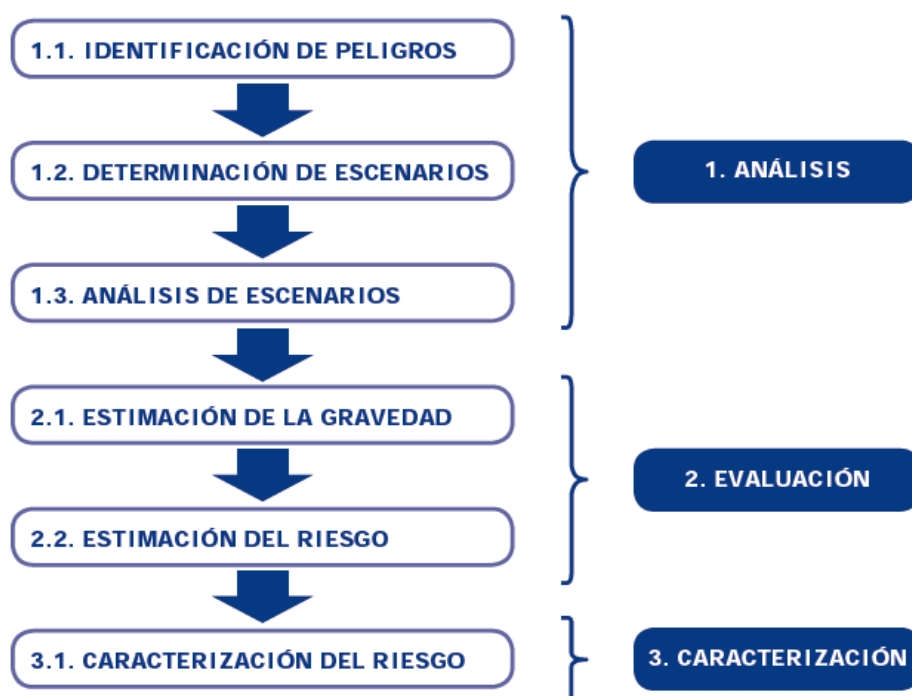 1.1. IDENTIFICACIÓN DE PELIGROS
1.2. DETERMINACIÓN DE ESCENARIOS
1. ANÁLISIS
1.3. ANÁLISIS DE ESCENARIOS
2.1. ESTIMACIÓN DE LA GRAVEDAD
2. EVALUACIÓN
2.2. ESTIMACIÓN DEL RIESGO
3.1. CARACTERIZACIÓN DEL RIESGO
3. CARACTERIZACIÓN